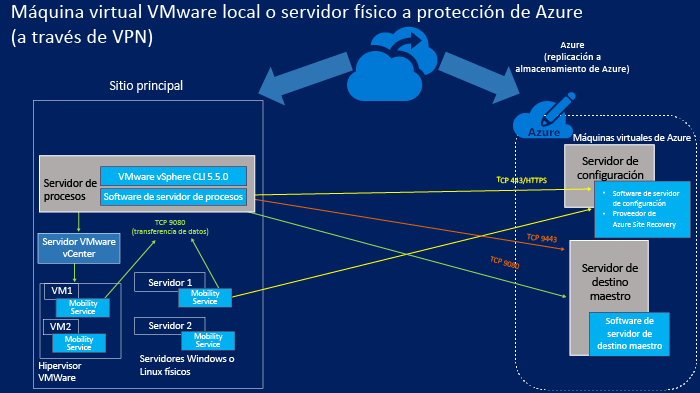 Máquina virtual VMware local o servidor físico a protección de Azure
(a través de VPN)
Azure
(replicación a
almacenamiento de Azure)
Sitio principal
Azure
Máquinas virtuales de Azure
Servidor de
procesos
VMware vSphere CLI 5.5.0
Software de servidor de procesos
TCP 443/HTTPS
Servidor de
configuración
Software de servidor
de configuración
Proveedor de
Azure Site Recovery
TCP 9080
(transferencia de datos)
Servidor VMware
vCenter
TCP 9443
TCP 9080
Servidor de
destino
maestro
Software de
servidor de
destino maestro
VM1
Mobility
Service
VM2
Mobility
Service
Hipervisor
VMWare
Servidor 1
Mobility
Service
Servidor 2
Mobility
Service
Servidores Windows o
Linux físicos